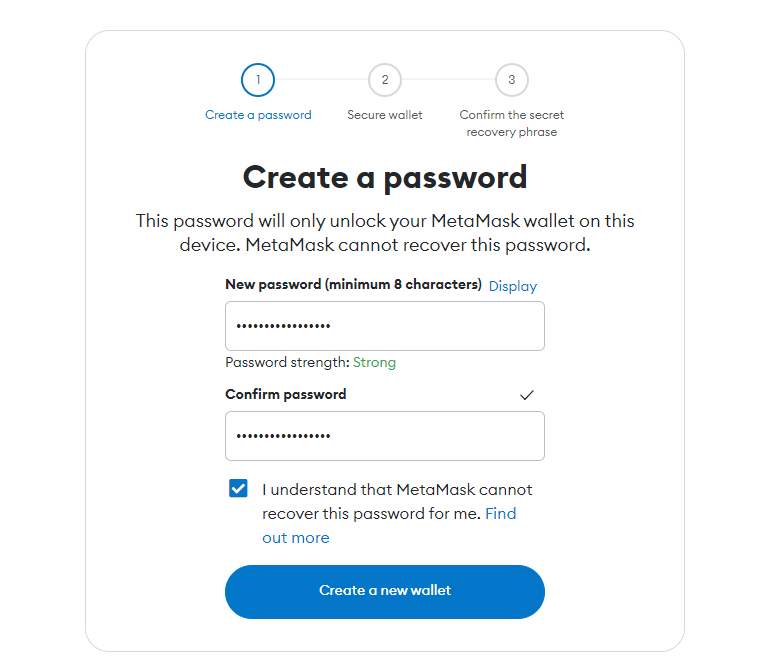 1
2
3
Create a password
Secure wallet
Confirm the secret
recovery phrase
Create a password
This password will only unlock your MetaMask wallet on this
device. MetaMask cannot recover this password.
New password (minimum 8 characters) Display
•••••••••••••••••
Password strength: Strong
Confirm password
•••••••••••••••••
I understand that MetaMask cannot
recover this password for me. Find
out more
Create a new wallet